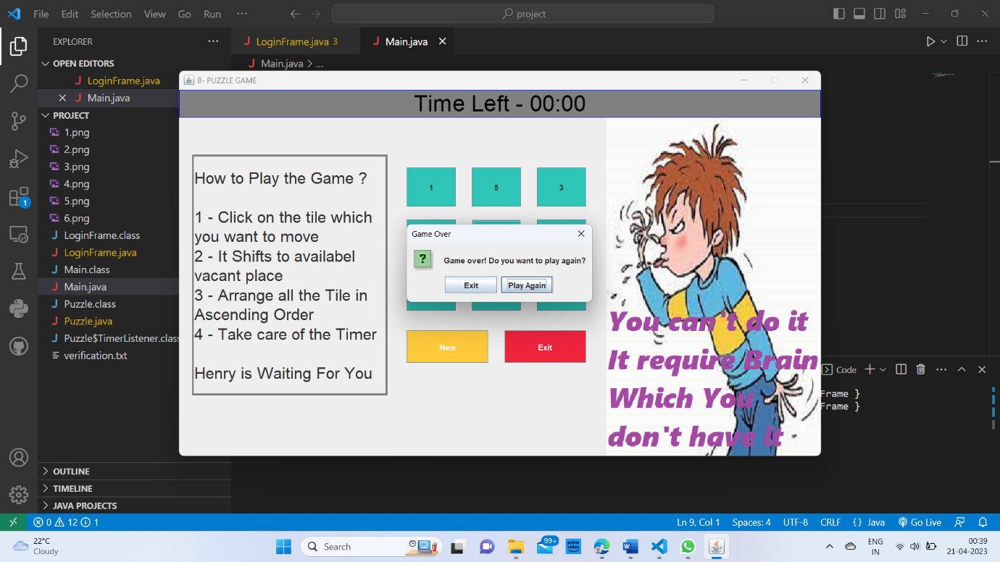 File Edit Selection View Go Run ...
project
EXPLORER
LoginFrame.java 3
Main.java
OPEN EDITORS
Main.java > ...
LoginFrame.java
Main.java
PROJECT
1.png
2.png
3.png
4.png
5.png
6.png
LoginFrame.class
LoginFrame.java
Main.class
Main.java
Puzzle.class
Puzzle.java
Puzzle$TimerListener.class
verification.txt
OUTLINE
TIMELINE
JAVA PROJECTS
1
8- PUZZLE GAME
Time Left - 00:00
How to Play the Game ?
1 - Click on the tile which
you want to move
2 - It Shifts to availabel
vacant place
3 - Arrange all the Tile in
Ascending Order
4 - Take care of the Timer
Henry is Waiting For You
1 5 3
Game Over
?
Game over! Do you want to play again?
Exit Play Again
New Exit
You can't do it
It require Brain
Which You
don't have it
Code
Frame }
Frame }
0 12 1
Ln 9, Col 1 Spaces: 4 UTF-8 CRLF {} Java Go Live
22°C
Cloudy
Search
99+
prime video
ENG
IN
00:39
21-04-2023